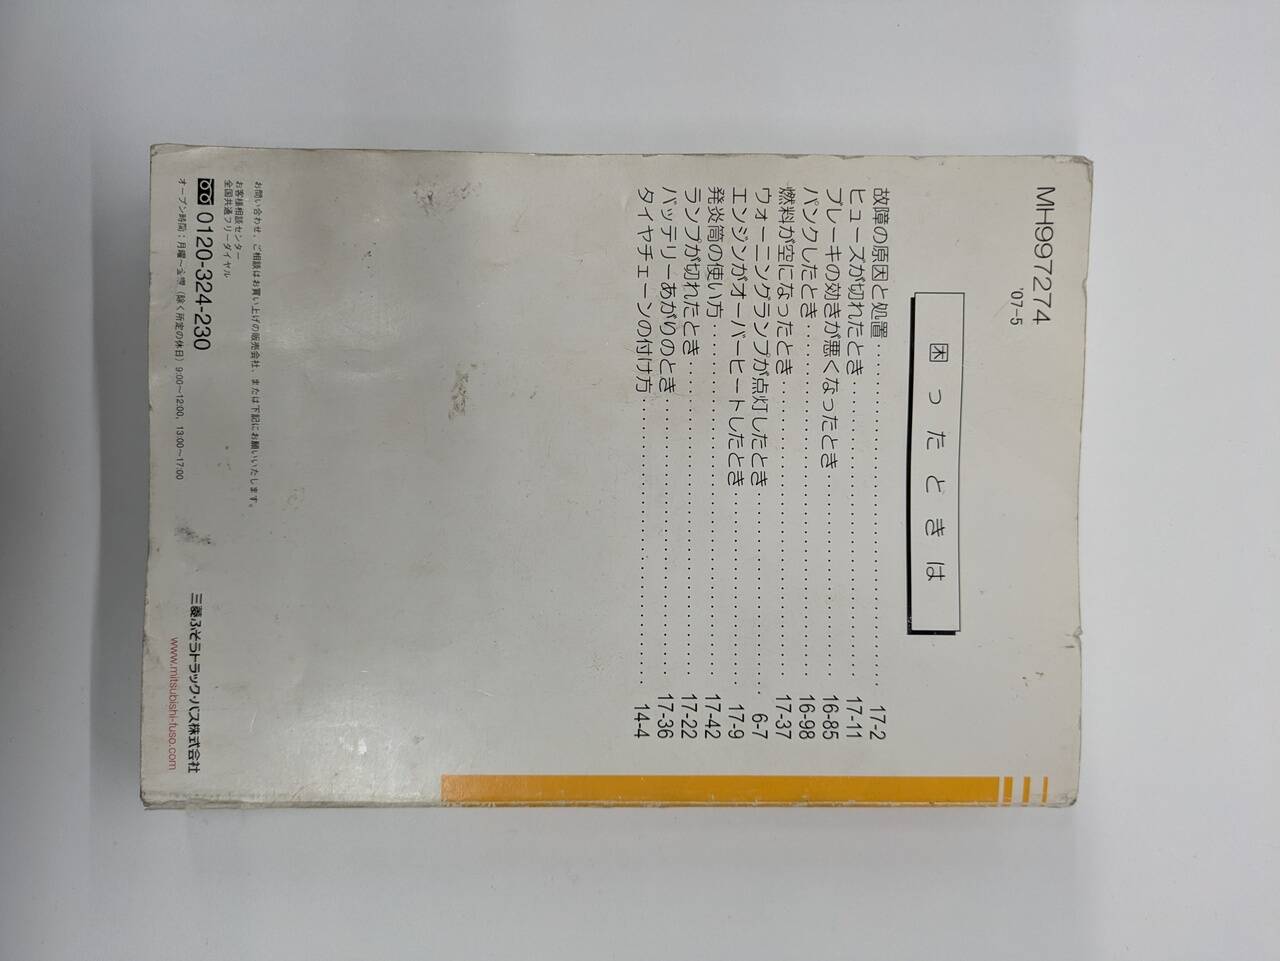 MH997274
'07-5
困ったときは
故障の原因と処置 17-2
ヒューズが切れたとき 17-11
ブレーキの効きが悪くなったとき 16-85
パンクしたとき 16-98
燃料が空になったとき 17-37
ウォーニングランプが点灯したとき 6-7
エンジンがオーバーヒートしたとき 17-9
発炎筒の使い方 17-42
ランプが切れたとき 17-22
バッテリーあがりのとき 17-36
タイヤチェーンの付け方 14-4
お問い合わせ、ご相談はお買い上げの販売会社、または下記にお願いいたします。
お客様相談センター
全国共通フリーダイヤル
0120-324-230
オープン時間:月曜〜金曜(除く所定の休日)9:00〜12:00, 13:00〜17:00
三菱ふそうトラック・バス株式会社
www.mitsubishi-fuso.com